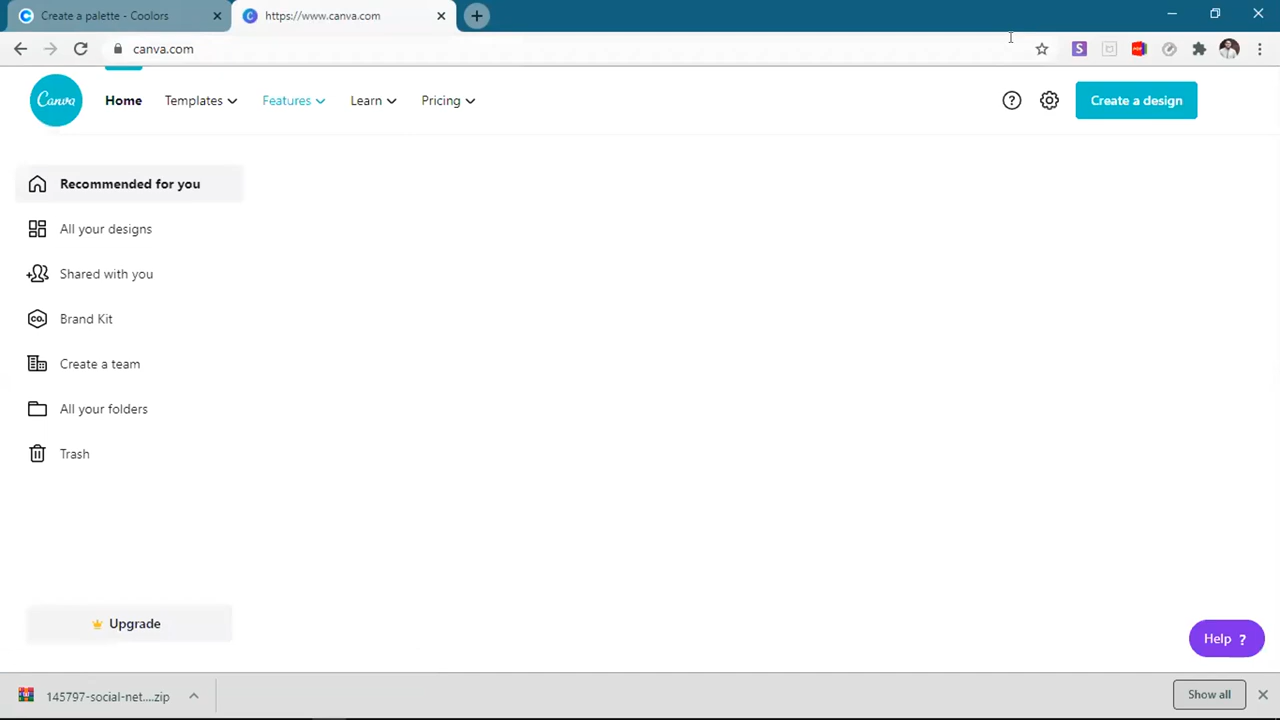 Create a palette - Coolors
https://www.canva.com
canva.com
S
PDF
Canva
Home
Templates
Features
Learn
Pricing
?
Create a design
Recommended for you
All your designs
Shared with you
CO.
Brand Kit
Create a team
All your folders
Trash
Upgrade
Help ?
145797-social-net....zip
Show all